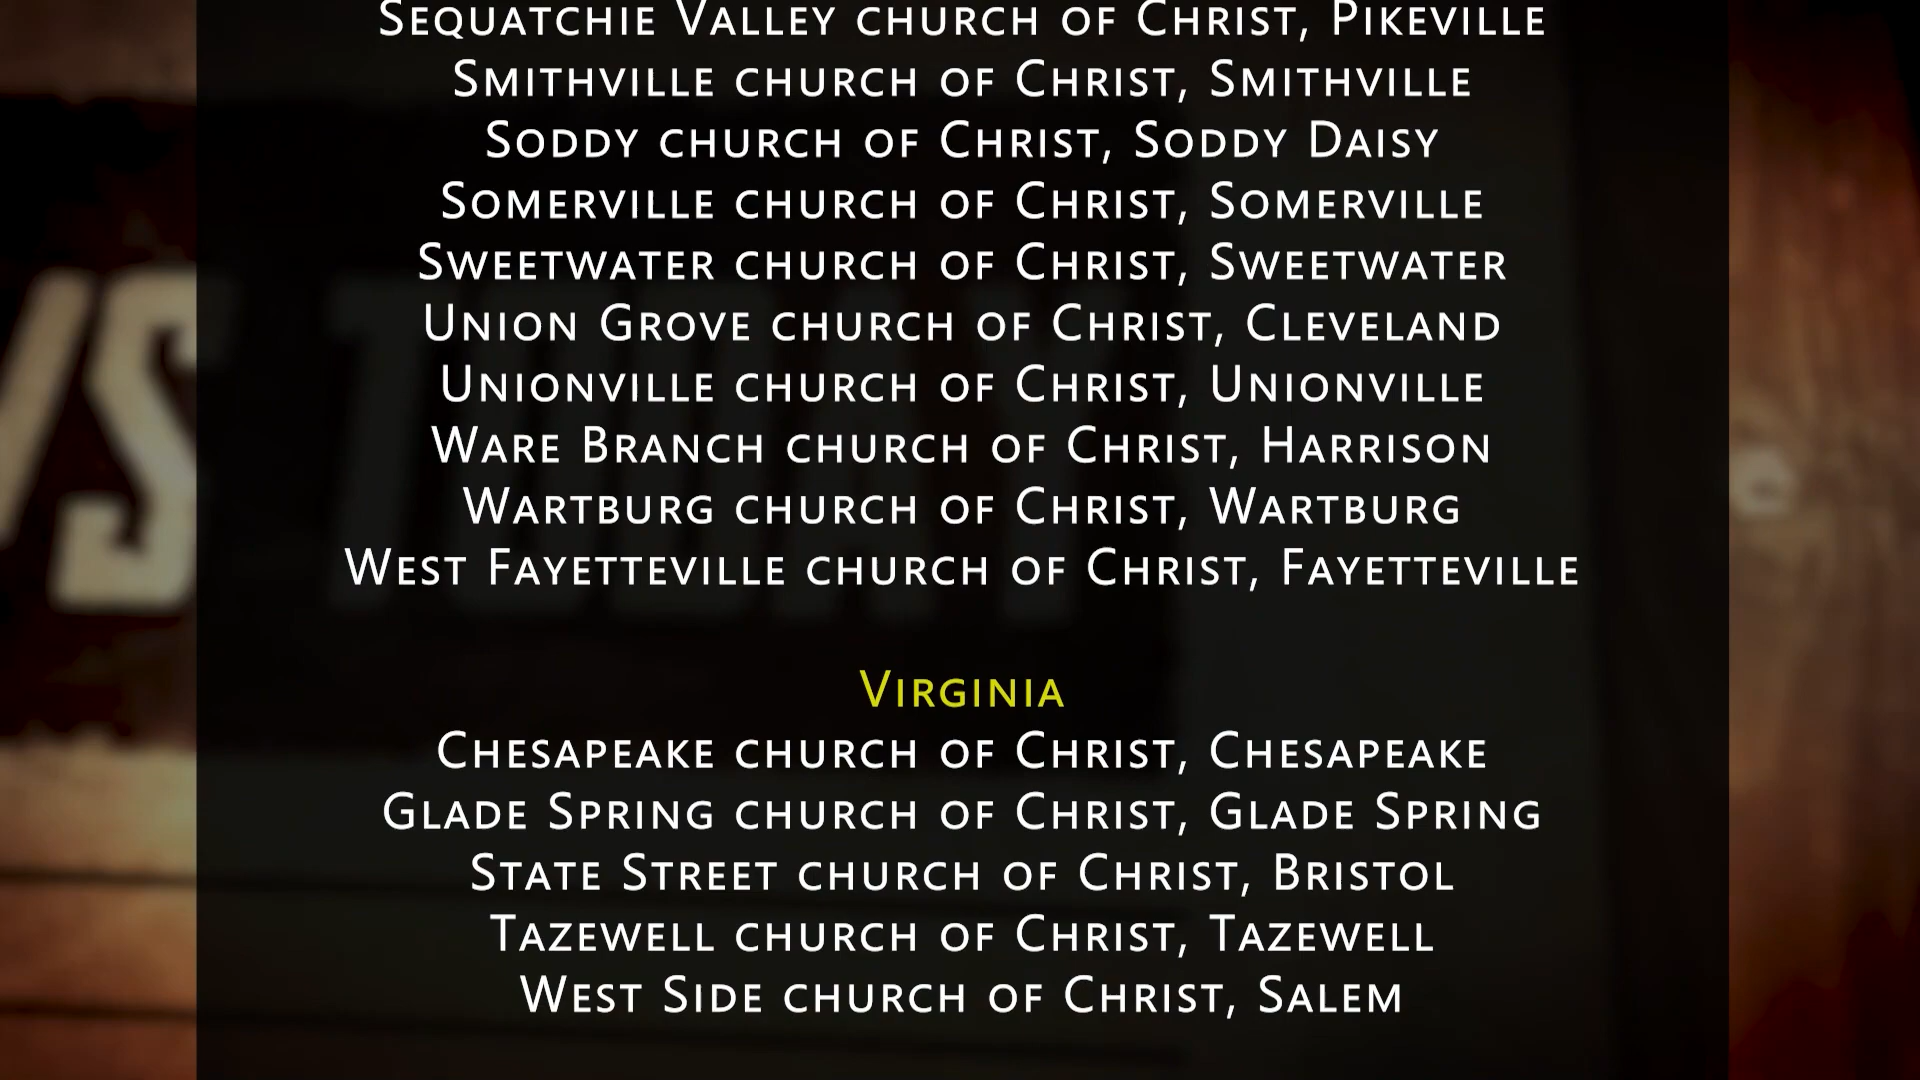 Sequatchie Valley church of Christ, Pikeville
Smithville church of Christ, Smithville
Soddy church of Christ, Soddy Daisy
Somerville church of Christ, Somerville
Sweetwater church of Christ, Sweetwater
Union Grove church of Christ, Cleveland
Unionville church of Christ, Unionville
Ware Branch church of Christ, Harrison
Wartburg church of Christ, Wartburg
West Fayetteville church of Christ, Fayetteville
Virginia
Chesapeake church of Christ, Chesapeake
Glade Spring church of Christ, Glade Spring
State Street church of Christ, Bristol
Tazewell church of Christ, Tazewell
West Side church of Christ, Salem
TODAY